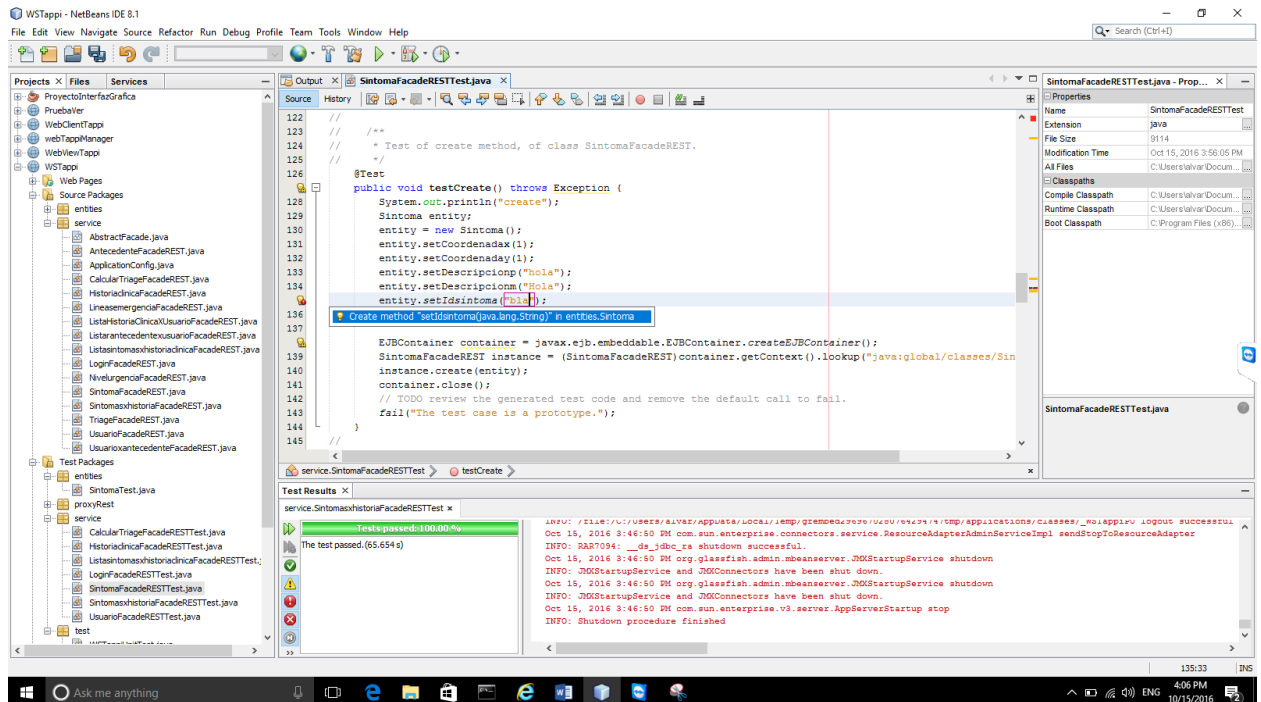 WSTappi - NetBeans IDE 8.1
File Edit View Navigate Source Refactor Run Debug Profile Team Tools Window Help
Search (Ctrl+I)
Projects Files Services
ProyectoInterfazGrafica
PruebaVer
WebClientTappi
webTappiManager
WebViewTappi
WSTappi
Web Pages
Source Packages
entities
service
AbstractFacade.java
AntecedenteFacadeREST.java
ApplicationConfig.java
CalcularTriageFacadeREST.java
HistoriaclinicaFacadeREST.java
LineasemergenciaFacadeREST.java
ListaHistoriaClinicaXUsuarioFacadeREST.java
ListarantecedentexusuarioFacadeREST.java
ListasintomasxhistoriaclinicaFacadeREST.java
LoginFacadeREST.java
NivelurgenciaFacadeREST.java
SintomaFacadeREST.java
SintomasxhistoriaFacadeREST.java
TriageFacadeREST.java
UsuarioFacadeREST.java
UsuarioxantecedenteFacadeREST.java
Test Packages
entities
SintomaTest.java
proxyRest
service
CalcularTriageFacadeRESTTest.java
HistoriaclinicaFacadeRESTTest.java
ListasintomasxhistoriaclinicaFacadeRESTTest.j
LoginFacadeRESTTest.java
SintomaFacadeRESTTest.java
SintomasxhistoriaFacadeRESTTest.java
UsuarioFacadeRESTTest.java
test
Output SintomaFacadeRESTTest.java
Source History
122 //
123 // /**
124 // * Test of create method, of class SintomaFacadeREST.
125 // */
126 @Test
public void testCreate() throws Exception {
128 System.out.println("create");
129 Sintoma entity;
130 entity = new Sintoma();
131 entity.setCoordenadax(1);
132 entity.setCoordenaday(1);
133 entity.setDescripcionp("hola");
134 entity.setDescripcionm("Hola");
entity.setIdsintoma("bla");
136 Create method "setIdsintoma(java.lang.String)" in entities.Sintoma
137
EJBContainer container = javax.ejb.embeddable.EJBContainer.createEJBContainer();
139 SintomaFacadeREST instance = (SintomaFacadeREST)container.getContext().lookup("java:global/classes/Sin
140 instance.create(entity);
141 container.close();
142 // TODO review the generated test code and remove the default call to fail.
143 fail("The test case is a prototype.");
144 }
145 //
service.SintomaFacadeRESTTest testCreate
Test Results
service.SintomasxhistoriaFacadeRESTTest
Tests passed: 100.00 %
The test passed. (65.654 s)
Oct 15, 2016 3:46:50 PM com.sun.enterprise.connectors.service.ResourceAdapterAdminServiceImpl sendStopToResourceAdapter
INFO: RAR7094: __ds_jdbc_ra shutdown successful.
Oct 15, 2016 3:46:50 PM org.glassfish.admin.mbeanserver.JMXStartupService shutdown
INFO: JMXStartupService and JMXConnectors have been shut down.
Oct 15, 2016 3:46:50 PM org.glassfish.admin.mbeanserver.JMXStartupService shutdown
INFO: JMXStartupService and JMXConnectors have been shut down.
Oct 15, 2016 3:46:50 PM com.sun.enterprise.v3.server.AppServerStartup stop
INFO: Shutdown procedure finished
SintomaFacadeRESTTest.java - Prop...
Properties
Name SintomaFacadeRESTTest
Extension java
File Size 9114
Modification Time Oct 15, 2016 3:56:05 PM
All Files C:\Users\alvar\Docum...
Classpaths
Compile Classpath C:\Users\alvar\Docum...
Runtime Classpath C:\Users\alvar\Docum...
Boot Classpath C:\Program Files (x86)...
SintomaFacadeRESTTest.java
135:33 INS
Ask me anything
ENG
4:06 PM
10/15/2016